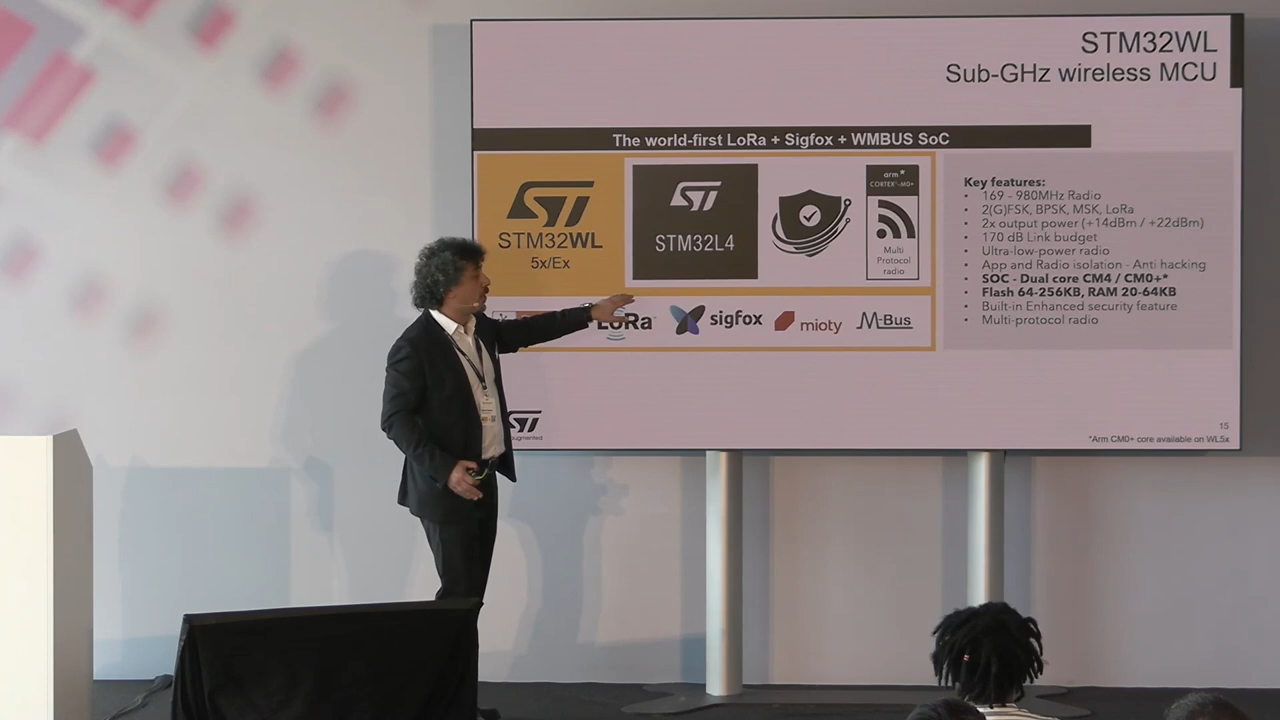 STM32WL
Sub-GHz wireless MCU
The world-first LoRa + Sigfox + WMBUS SoC
STM32WL
5x/Ex
STM32L4
arm*
CORTEX®-M0+
Multi
Protocol
radio
LoRa
sigfox
mioty
M-Bus
Key features:
• 169 – 980MHz Radio
• 2(G)FSK, BPSK, MSK, LoRa
• 2x output power (+14dBm / +22dBm)
• 170 dB Link budget
• Ultra-low-power radio
• App and Radio isolation - Anti hacking
• SOC - Dual core CM4 / CM0+*
• Flash 64-256KB, RAM 20-64KB
• Built-in Enhanced security feature
• Multi-protocol radio
augmented
15
*Arm CM0+ core available on WL5x